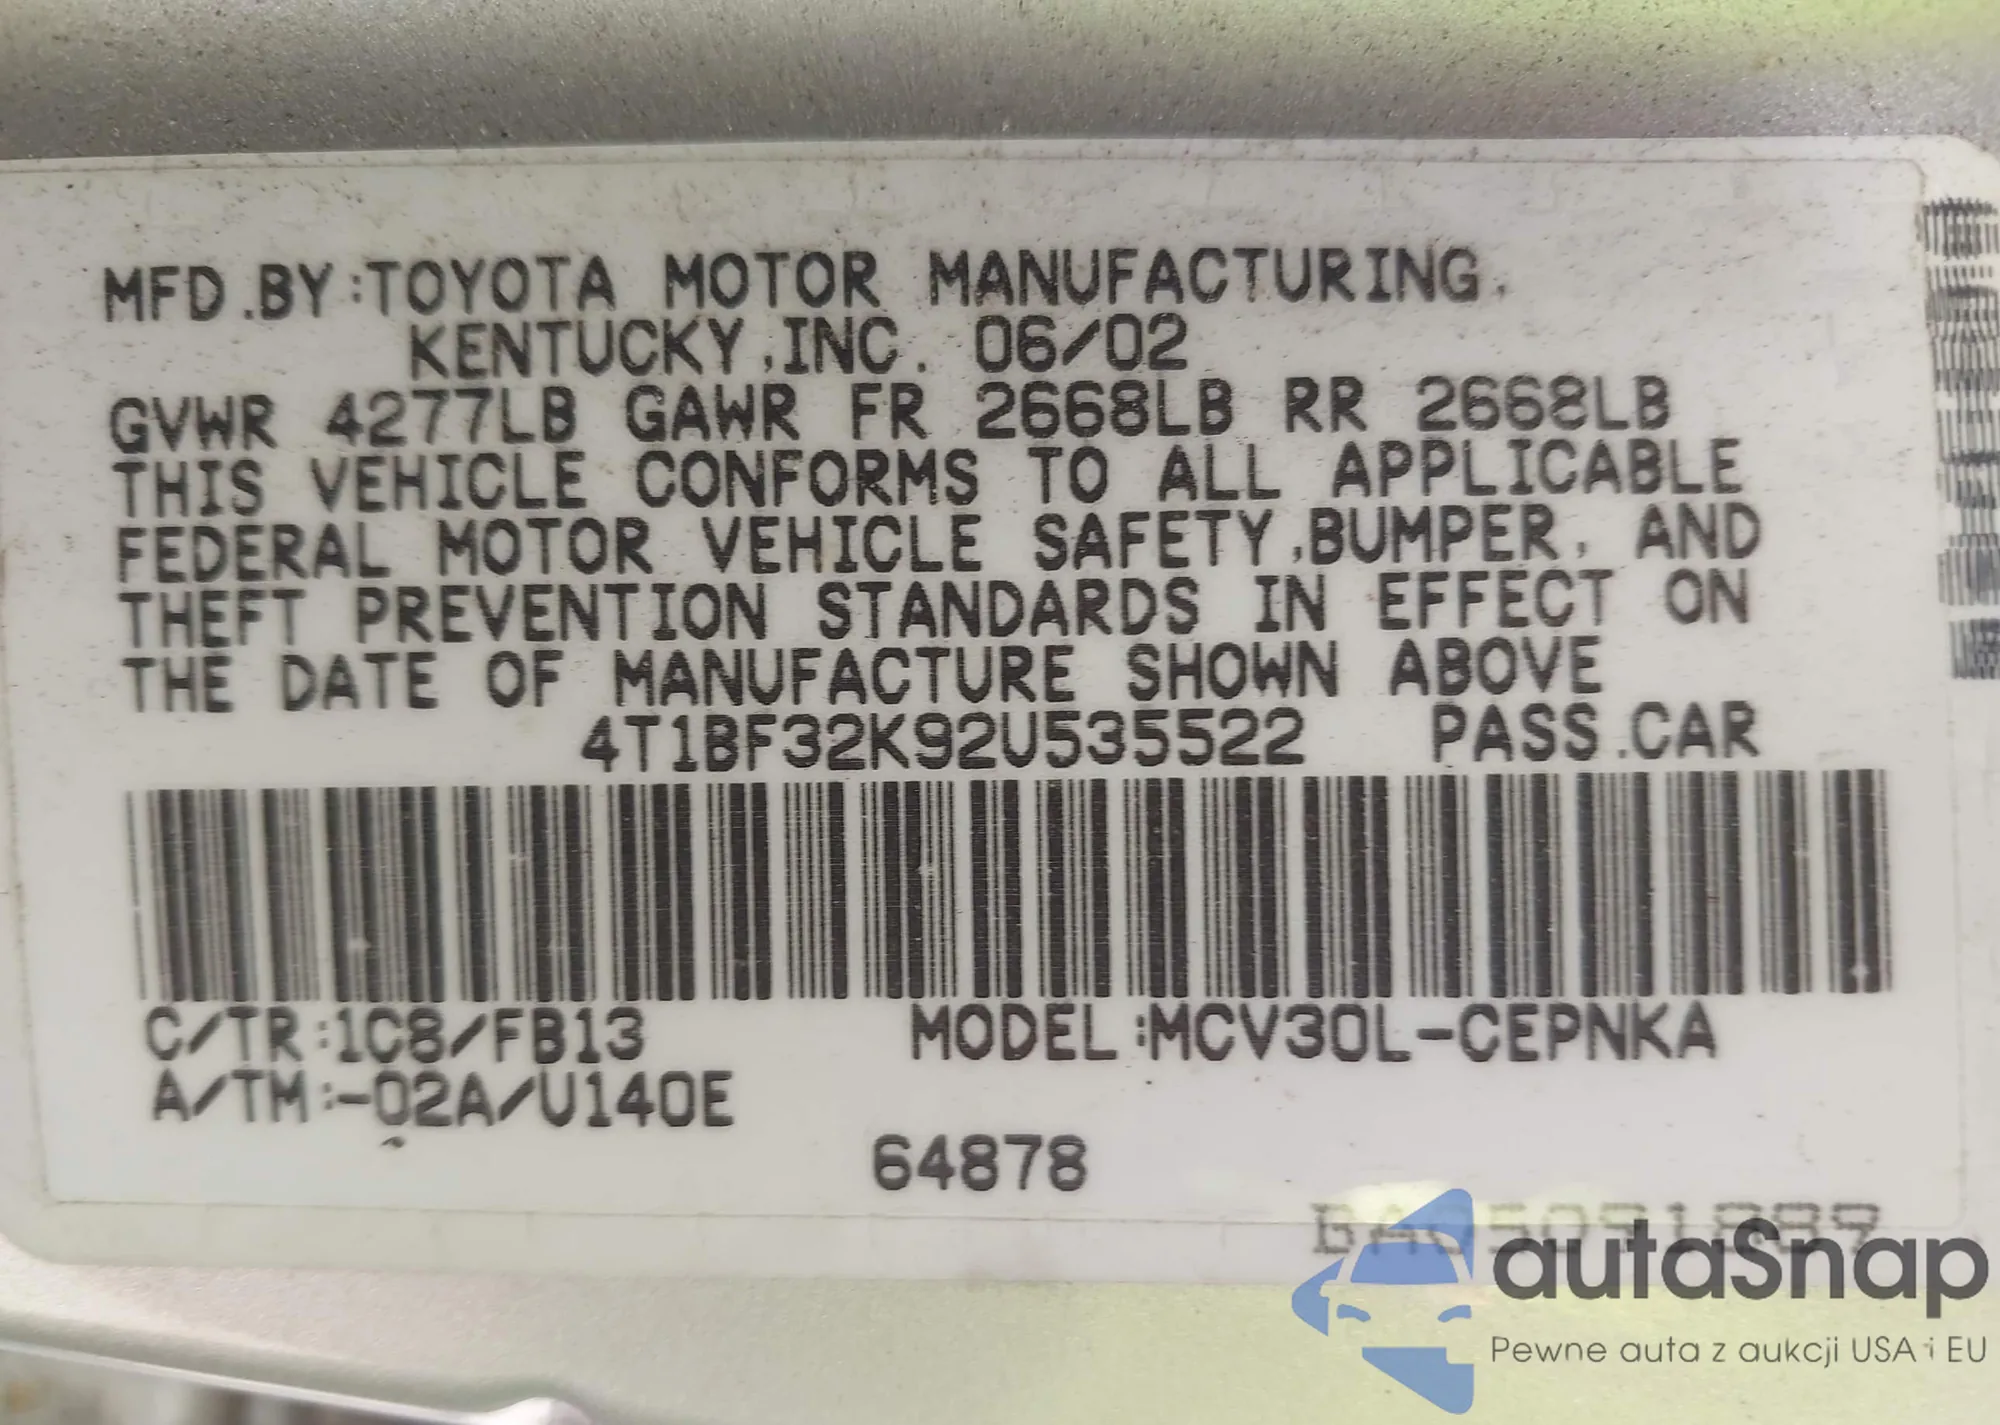 MFD.BY:TOYOTA MOTOR MANUFACTURING,
KENTUCKY,INC. 06/02
GVWR 4277LB GAWR FR 2668LB RR 2668LB
THIS VEHICLE CONFORMS TO ALL APPLICABLE
FEDERAL MOTOR VEHICLE SAFETY,BUMPER, AND
THEFT PREVENTION STANDARDS IN EFFECT ON
THE DATE OF MANUFACTURE SHOWN ABOVE
4T1BF32K92U535522 PASS.CAR
C/TR:1C8/FB13 MODEL:MCV30L-CEPNKA
A/TM:-02A/U140E
64878
autaSnap
Pewne auta z aukcji USA i EU